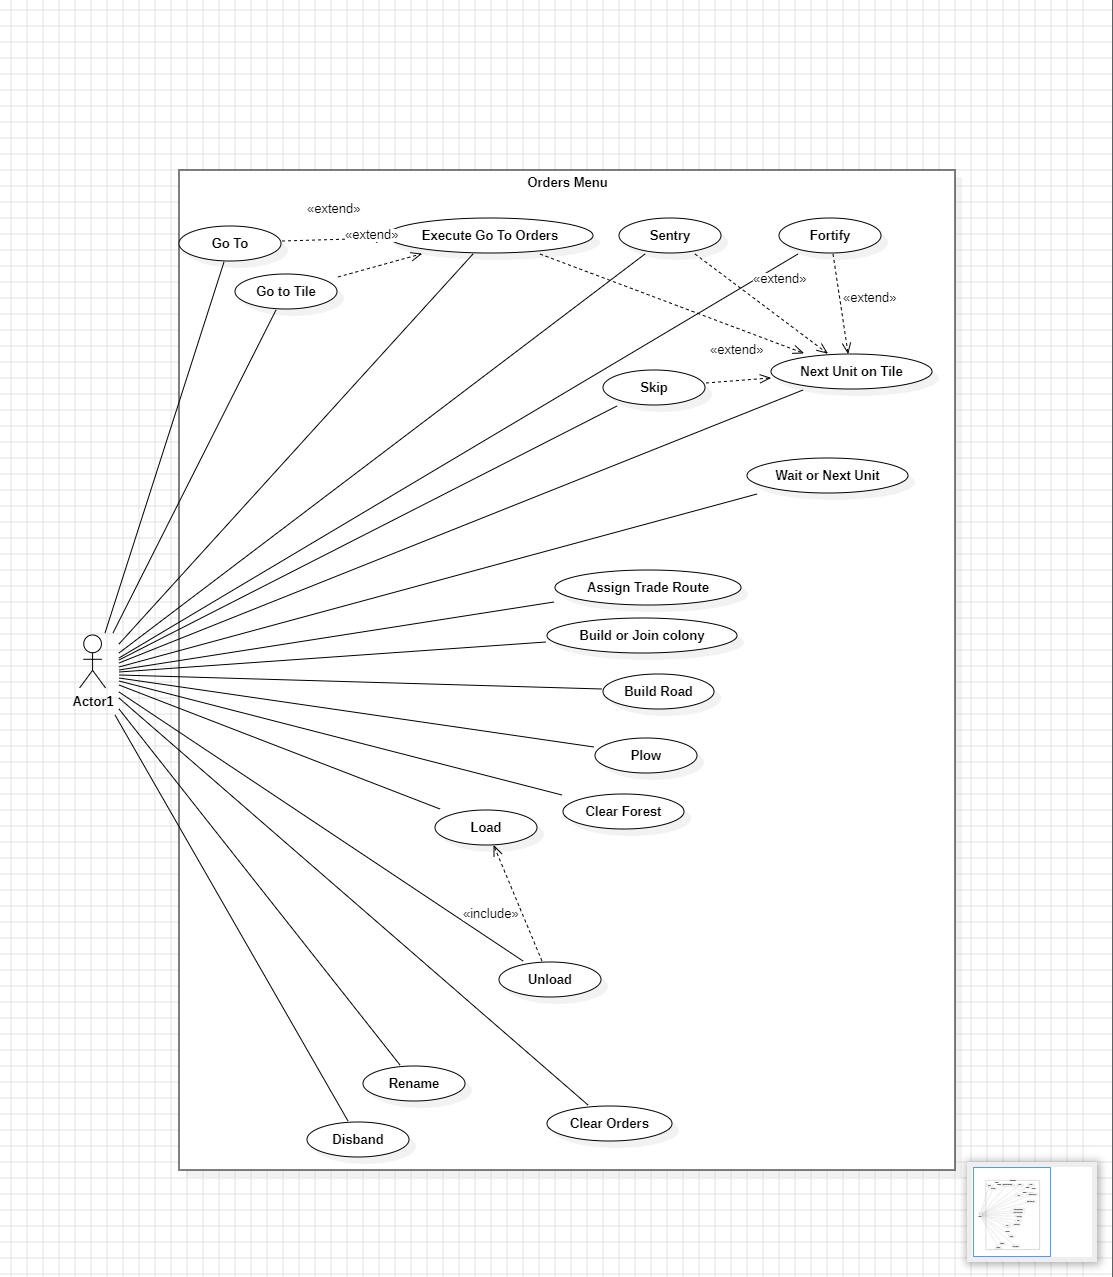 Orders Menu
«extend»
Go To
«extend»
Execute Go To Orders
Sentry
Fortify
Go to Tile
«extend»
«extend»
«extend»
Next Unit on Tile
Skip
Wait or Next Unit
Assign Trade Route
Build or Join colony
Build Road
Actor1
Plow
Clear Forest
Load
«include»
Unload
Rename
Clear Orders
Disband